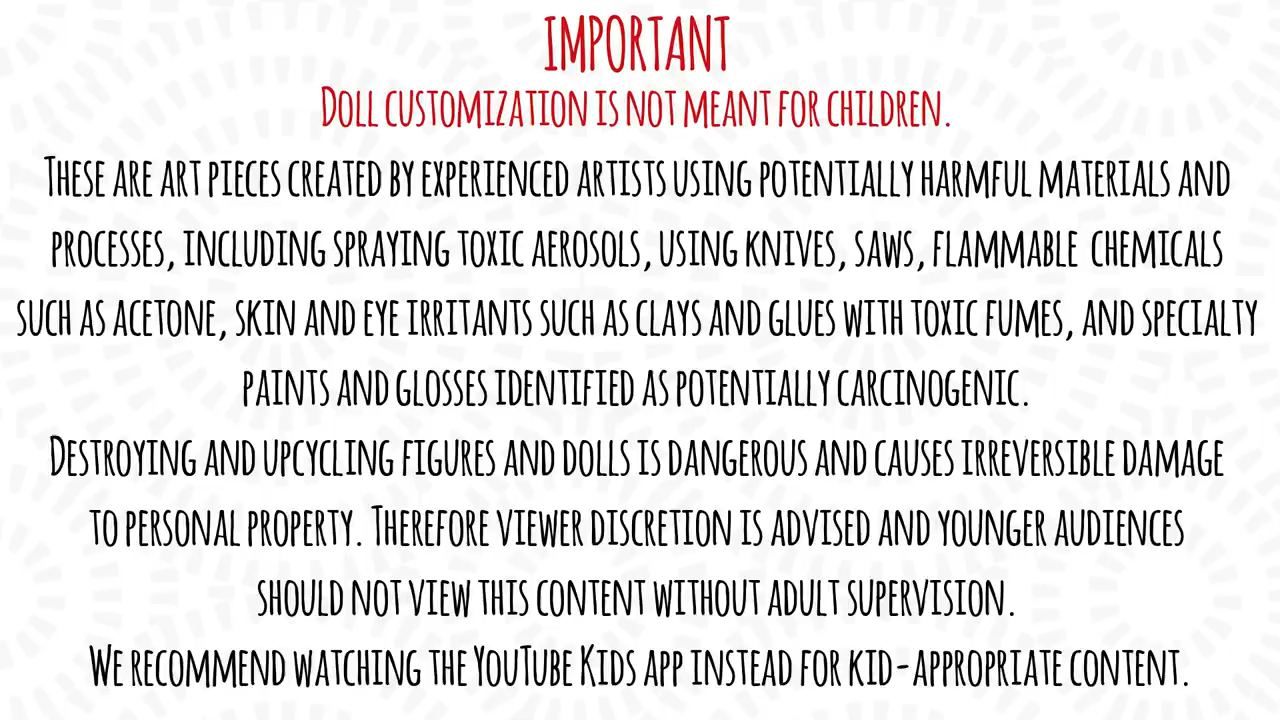 IMPORTANT
Doll customization is not meant for children.
These are art pieces created by experienced artists using potentially harmful materials and
processes, including spraying toxic aerosols, using knives, saws, flammable chemicals
such as acetone, skin and eye irritants such as clays and glues with toxic fumes, and specialty
paints and glosses identified as potentially carcinogenic.
Destroying and upcycling figures and dolls is dangerous and causes irreversible damage
to personal property. Therefore viewer discretion is advised and younger audiences
should not view this content without adult supervision.
We recommend watching the YouTube Kids app instead for kid-appropriate content.